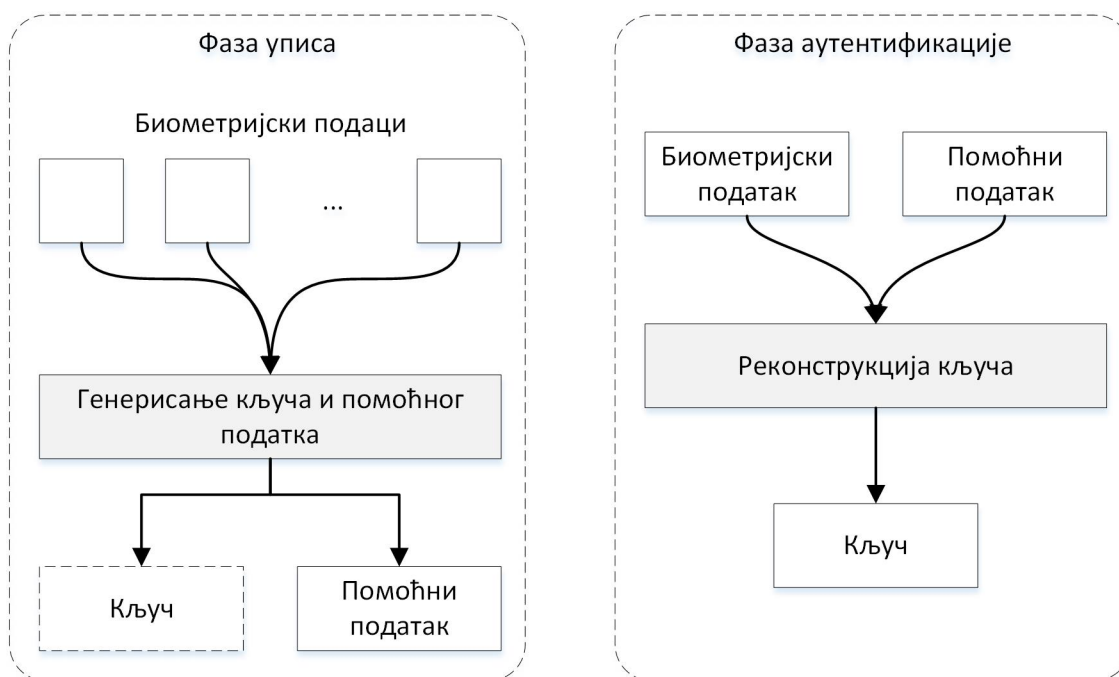 Фаза уписа
Биометријски подаци
...
Генерисање кључа и помоћног
податка
Кључ
Помоћни
податак
Фаза аутентификације
Биометријски
податак
Помоћни
податак
Реконструкција кључа
Кључ